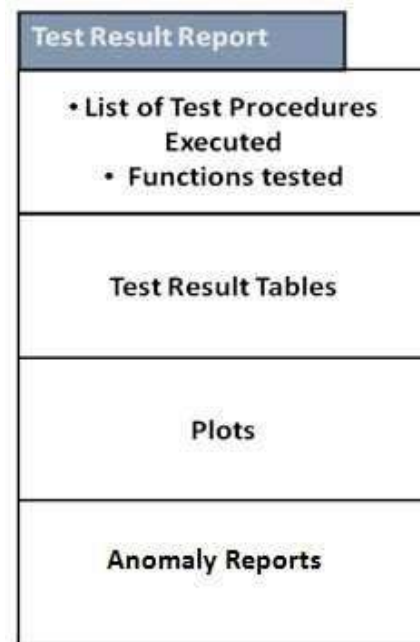 Test Result Report
• List of Test Procedures
Executed
• Functions tested
Test Result Tables
Plots
Anomaly Reports